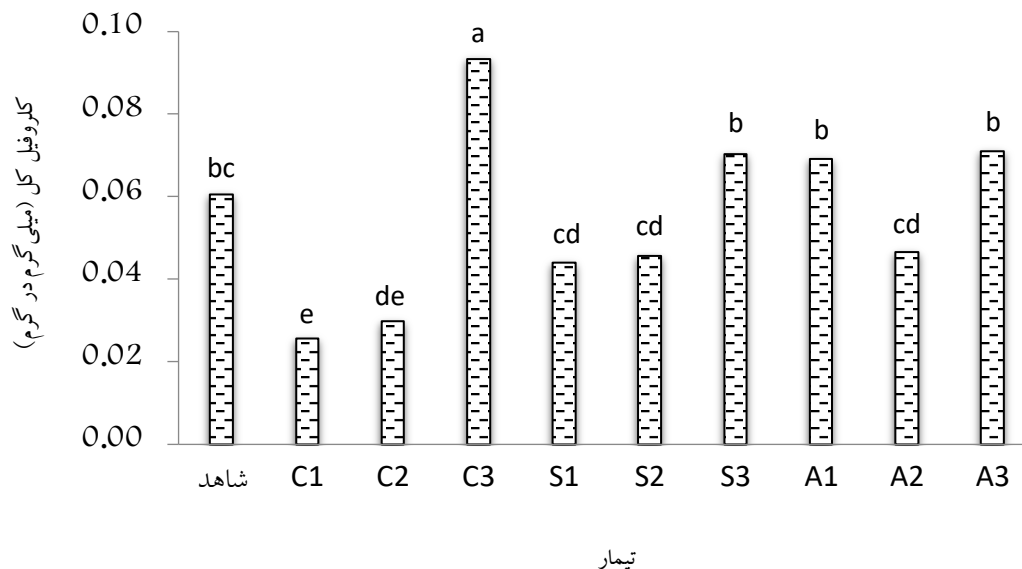 کلروفیل کل (میلی‌گرم در گرم)
0.10
0.08
0.06
0.04
0.02
0.00
bc
e
de
a
cd
cd
b
b
cd
b
شاهد C1 C2 C3 S1 S2 S3 A1 A2 A3
تیمار